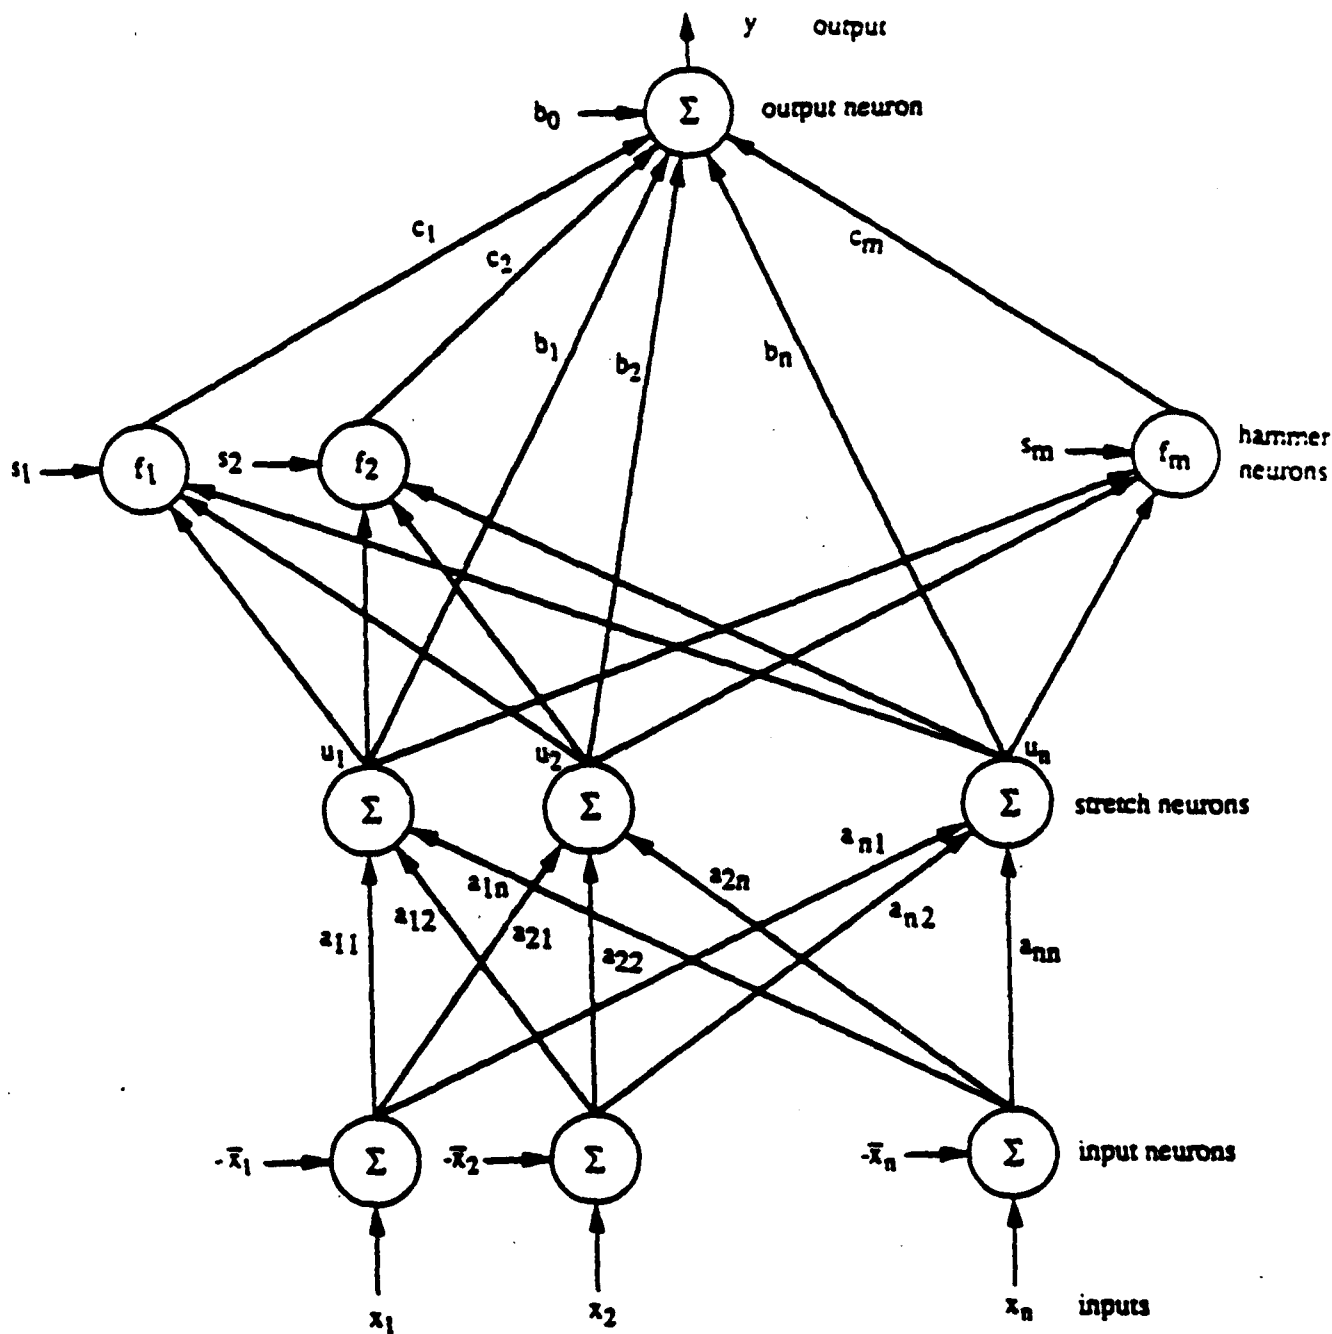 y output
b₀ Σ output neuron
c₁ cₘ
c₂
b₁ b₂ bₙ
s₁ f₁ s₂ f₂ sₘ fₘ hammer
neurons
u₁ u₂ uₙ
Σ Σ Σ stretch neurons
aₙ₁
a₁ₙ a₂ₙ
a₁₁ a₁₂ a₂₁ a₂₂ aₙ₂ aₙₙ
-x̄₁ Σ -x̄₂ Σ -x̄ₙ Σ input neurons
x₁ x₂ xₙ inputs